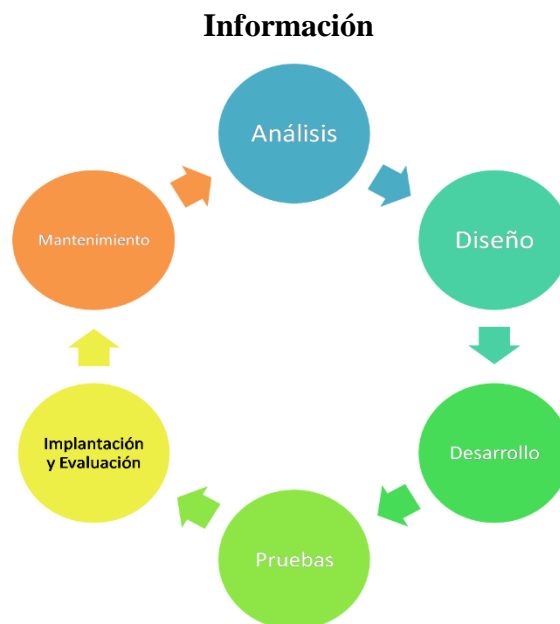 Información
Análisis
Diseño
Desarrollo
Pruebas
Implantación
y Evaluación
Mantenimiento